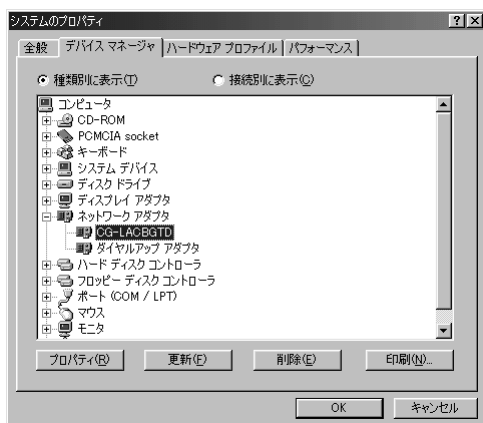 システムのプロパティ
全般 デバイス マネージャ ハードウェア プロファイル パフォーマンス
種類別に表示(T) 接続別に表示(C)
コンピュータ
CD-ROM
PCMCIA socket
キーボード
システム デバイス
ディスク ドライブ
ディスプレイ アダプタ
ネットワーク アダプタ
CG-LACBGTD
ダイヤルアップ アダプタ
ハード ディスク コントローラ
フロッピー ディスク コントローラ
ポート (COM / LPT)
マウス
モニタ
プロパティ(R) 更新(F) 削除(E) 印刷(N)...
OK キャンセル